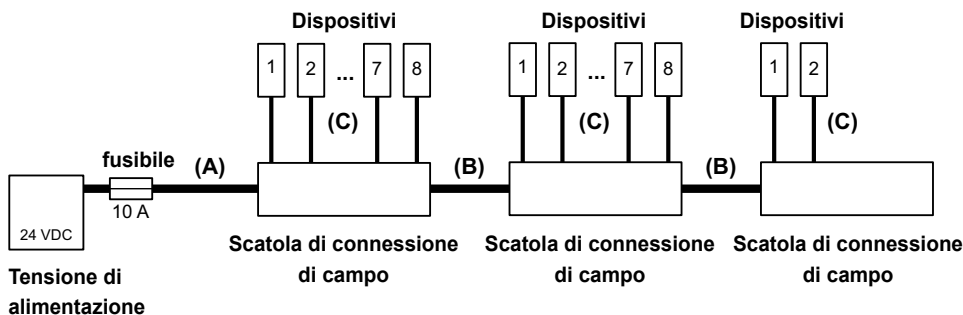 Dispositivi
Dispositivi
Dispositivi
1 2 ... 7 8
1 2 ... 7 8
1 2
(C)
(C)
(C)
fusibile
(A)
(B)
(B)
10 A
24 VDC
Scatola di connessione
di campo
Scatola di connessione
di campo
Scatola di connessione
di campo
Tensione di
alimentazione